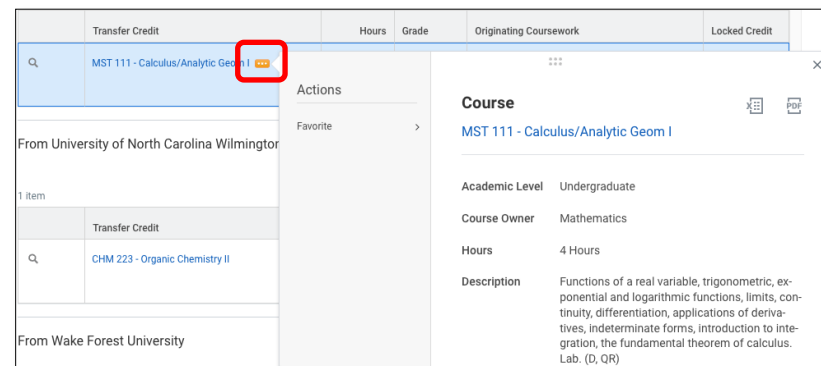 Transfer Credit Hours Grade Originating Coursework Locked Credit
MST 111 - Calculus/Analytic Geom I
Actions
Favorite
Course
PDF
MST 111 - Calculus/Analytic Geom I
Academic Level Undergraduate
Course Owner Mathematics
Hours 4 Hours
Description Functions of a real variable, trigonometric, ex-
ponential and logarithmic functions, limits, con-
tinuity, differentiation, applications of deriva-
tives, indeterminate forms, introduction to inte-
gration, the fundamental theorem of calculus.
Lab. (D, QR)
From University of North Carolina Wilmington
1 item
Transfer Credit
CHM 223 - Organic Chemistry II
From Wake Forest University